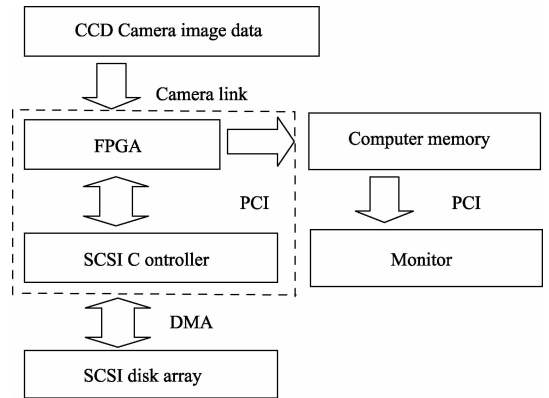 CCD Camera image data
Camera link
FPGA
Computer memory
PCI
PCI
SCSI C ontroller
Monitor
DMA
SCSI disk array